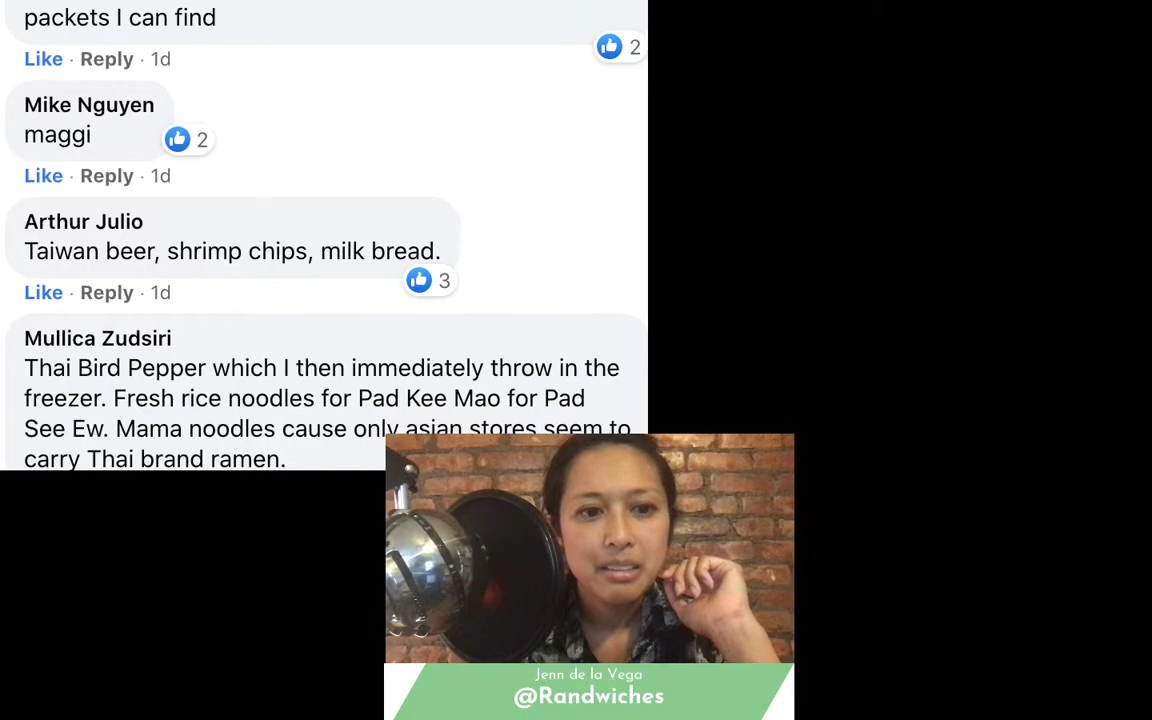 packets I can find
Like · Reply · 1d
2
Mike Nguyen
maggi
2
Like · Reply · 1d
Arthur Julio
Taiwan beer, shrimp chips, milk bread.
3
Like · Reply · 1d
Mullica Zudsiri
Thai Bird Pepper which I then immediately throw in the
freezer. Fresh rice noodles for Pad Kee Mao for Pad
See Ew. Mama noodles cause only asian stores seem to
carry Thai brand ramen.
Jenn de la Vega
@Randwiches